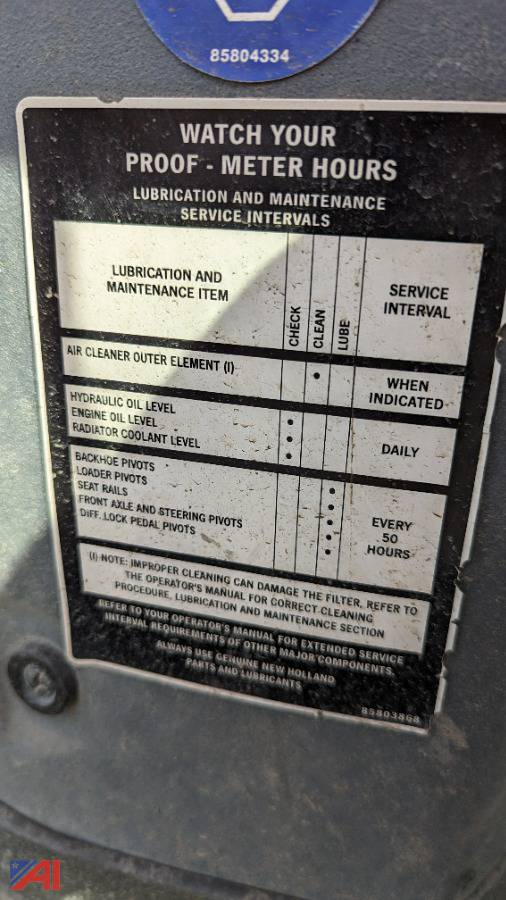 85804334
WATCH YOUR
PROOF - METER HOURS
LUBRICATION AND MAINTENANCE
SERVICE INTERVALS
LUBRICATION AND
MAINTENANCE ITEM
CHECK
CLEAN
LUBE
SERVICE
INTERVAL
AIR CLEANER OUTER ELEMENT (I)
WHEN
INDICATED
HYDRAULIC OIL LEVEL
ENGINE OIL LEVEL
RADIATOR COOLANT LEVEL
DAILY
BACKHOE PIVOTS
LOADER PIVOTS
SEAT RAILS
FRONT AXLE AND STEERING PIVOTS
DIFF. LOCK PEDAL PIVOTS
EVERY
50
HOURS
(I) NOTE: IMPROPER CLEANING CAN DAMAGE THE FILTER. REFER TO
THE OPERATOR'S MANUAL FOR CORRECT CLEANING
PROCEDURE, LUBRICATION AND MAINTENANCE SECTION
REFER TO YOUR OPERATOR'S MANUAL FOR EXTENDED SERVICE
INTERVAL REQUIREMENTS OF OTHER MAJOR COMPONENTS.
ALWAYS USE GENUINE NEW HOLLAND
PARTS AND LUBRICANTS
85803868
AI